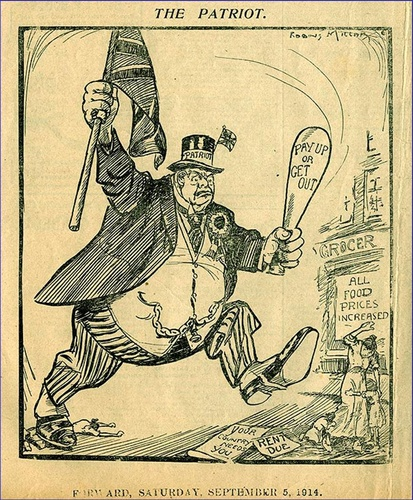 THE PATRIOT.
PATRIOT
PAY UP
OR
GET
OUT
GROCER
ALL
FOOD
PRICES
INCREASED
YOUR
COUNTRY
NEEDS
YOU
RENT
DUE
FORWARD, SATURDAY, SEPTEMBER 5, 1914.